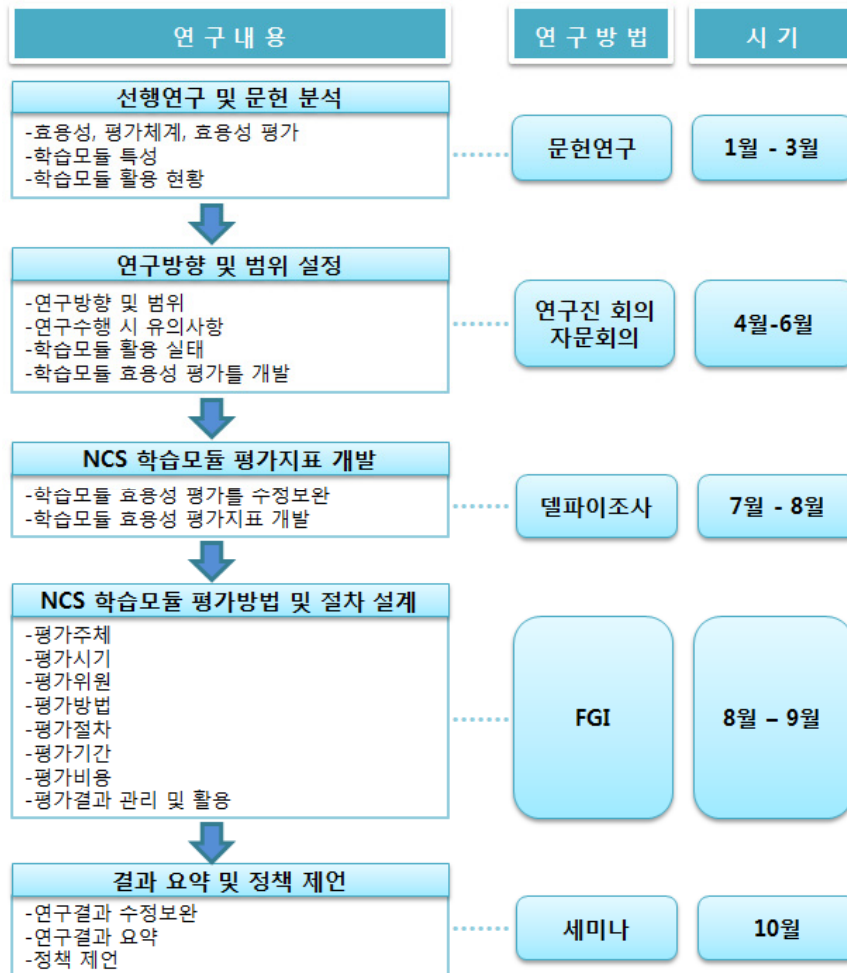 연 구 내 용
연 구 방 법
시 기
선행연구 및 문헌 분석
-효용성, 평가체계, 효용성 평가
-학습모듈 특성
-학습모듈 활용 현황
문헌연구
1월 - 3월
연구방향 및 범위 설정
-연구방향 및 범위
-연구수행 시 유의사항
-학습모듈 활용 실태
-학습모듈 효용성 평가틀 개발
연구진 회의
자문회의
4월-6월
NCS 학습모듈 평가지표 개발
-학습모듈 효용성 평가틀 수정보완
-학습모듈 효용성 평가지표 개발
델파이조사
7월 - 8월
NCS 학습모듈 평가방법 및 절차 설계
-평가주체
-평가시기
-평가위원
-평가방법
-평가절차
-평가기간
-평가비용
-평가결과 관리 및 활용
FGI
8월 – 9월
결과 요약 및 정책 제언
-연구결과 수정보완
-연구결과 요약
-정책 제언
세미나
10월